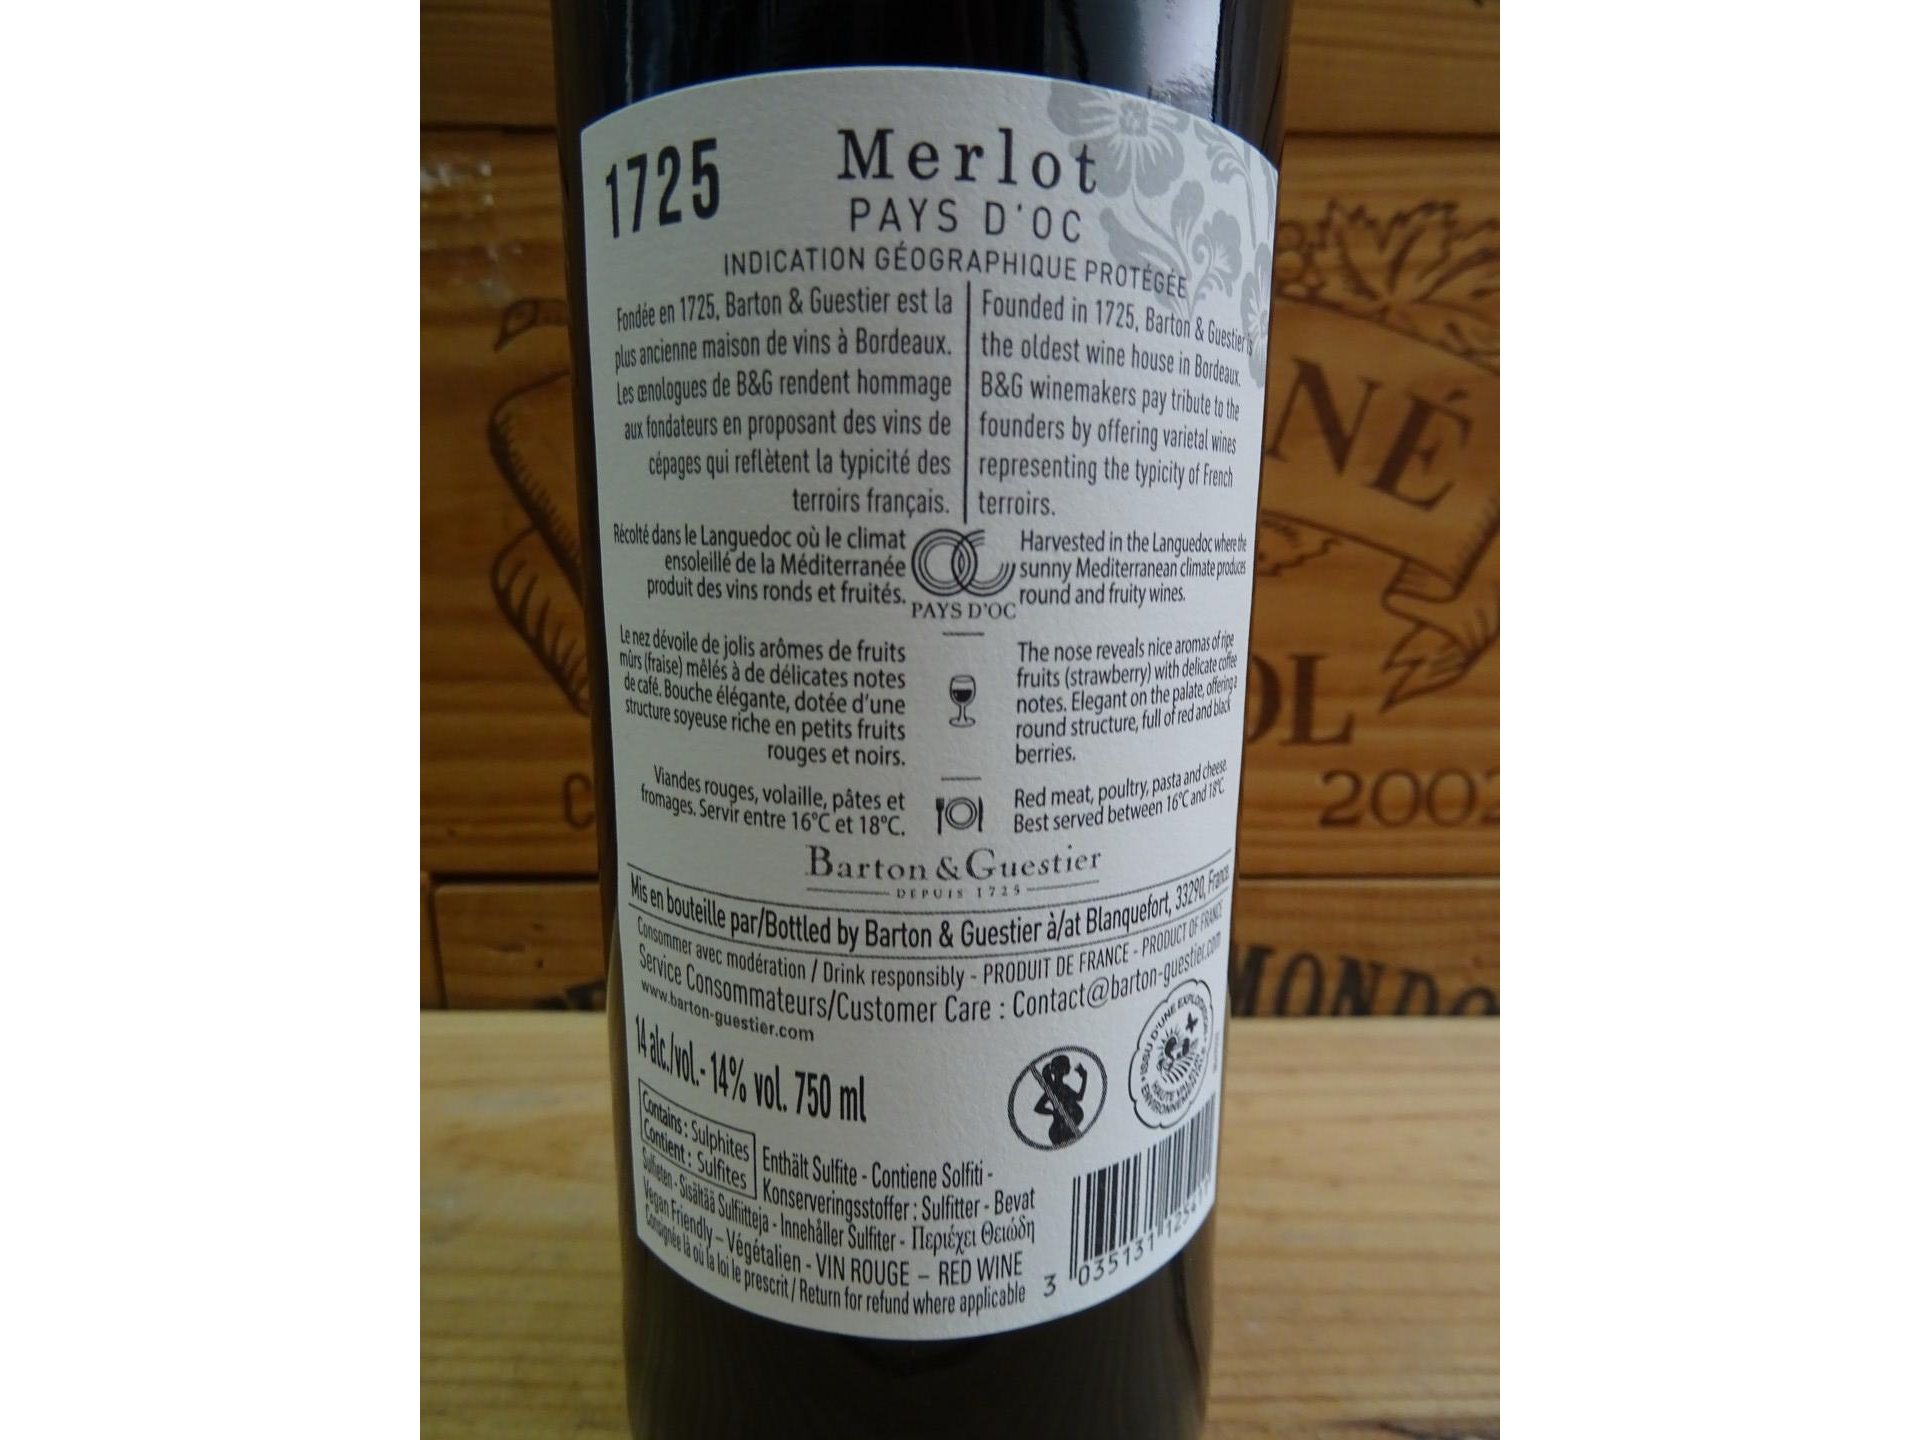 1725
Merlot
PAYS D'OC
INDICATION GÉOGRAPHIQUE PROTÉGÉE
Fondée en 1725, Barton & Guestier est la
plus ancienne maison de vins à Bordeaux.
Les œnologues de B&G rendent hommage
aux fondateurs en proposant des vins de
cépages qui reflètent la typicité des
terroirs français.
Founded in 1725, Barton & Guestier is
the oldest wine house in Bordeaux.
B&G winemakers pay tribute to the
founders by offering varietal wines
representing the typicity of French
terroirs.
Récolté dans le Languedoc où le climat
ensoleillé de la Méditerranée
produit des vins ronds et fruités.
PAYS D'OC
Harvested in the Languedoc where the
sunny Mediterranean climate produces
round and fruity wines.
Le nez dévoile de jolis arômes de fruits
mûrs (fraise) mêlés à de délicates notes
de café. Bouche élégante, dotée d'une
structure soyeuse riche en petits fruits
rouges et noirs.
The nose reveals nice aromas of ripe
fruits (strawberry) with delicate coffee
notes. Elegant on the palate, offering a
round structure, full of red and black
berries.
Viandes rouges, volaille, pâtes et
fromages. Servir entre 16°C et 18°C.
Red meat, poultry, pasta and cheese.
Best served between 16°C and 18°C.
Barton & Guestier
DEPUIS 1725
Mis en bouteille par/Bottled by Barton & Guestier à/at Blanquefort, 33290, France
Consommer avec modération / Drink responsibly - PRODUIT DE FRANCE - PRODUCT OF FRANCE
Service Consommateurs/Customer Care : Contact@barton-guestier.com
www.barton-guestier.com
14 alc./vol. - 14% vol. 750 ml
ISSU D'UNE EXPLOITATION
HAUTE VALEUR
ENVIRONNEMENTALE
Contains : Sulphites
Contient : Sulfites
Enthält Sulfite - Contiene Solfiti -
Konserveringsstoffer : Sulfitter - Bevat
Sulfieten - Sisältää Sulfiitteja - Innehåller Sulfiter - Περιέχει Θειώδη
Vegan Friendly – Végétalien - VIN ROUGE – RED WINE
Consignée là où la loi le prescrit / Return for refund where applicable
3 035131 1254
NÉ
OL
2002
MONDO